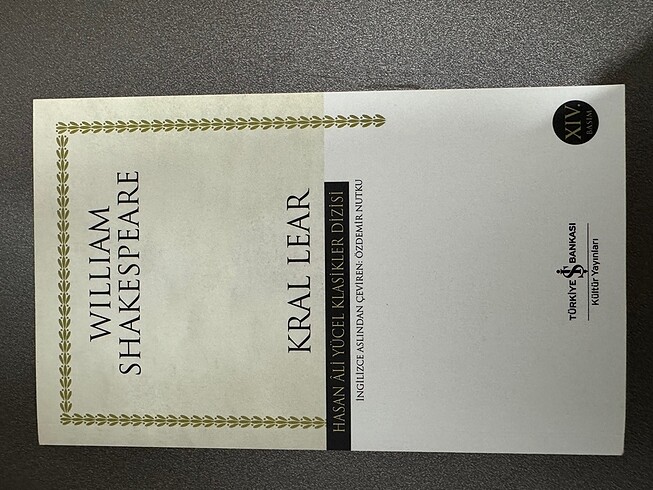 WILLIAM
SHAKESPEARE
KRAL LEAR
HASAN ÂLİ YÜCEL KLASİKLER DİZİSİ
İNGİLİZCE ASLINDAN ÇEVİREN: ÖZDEMİR NUTKU
XIV.
BASIM
TÜRKİYE İŞ BANKASI
Kültür Yayınları